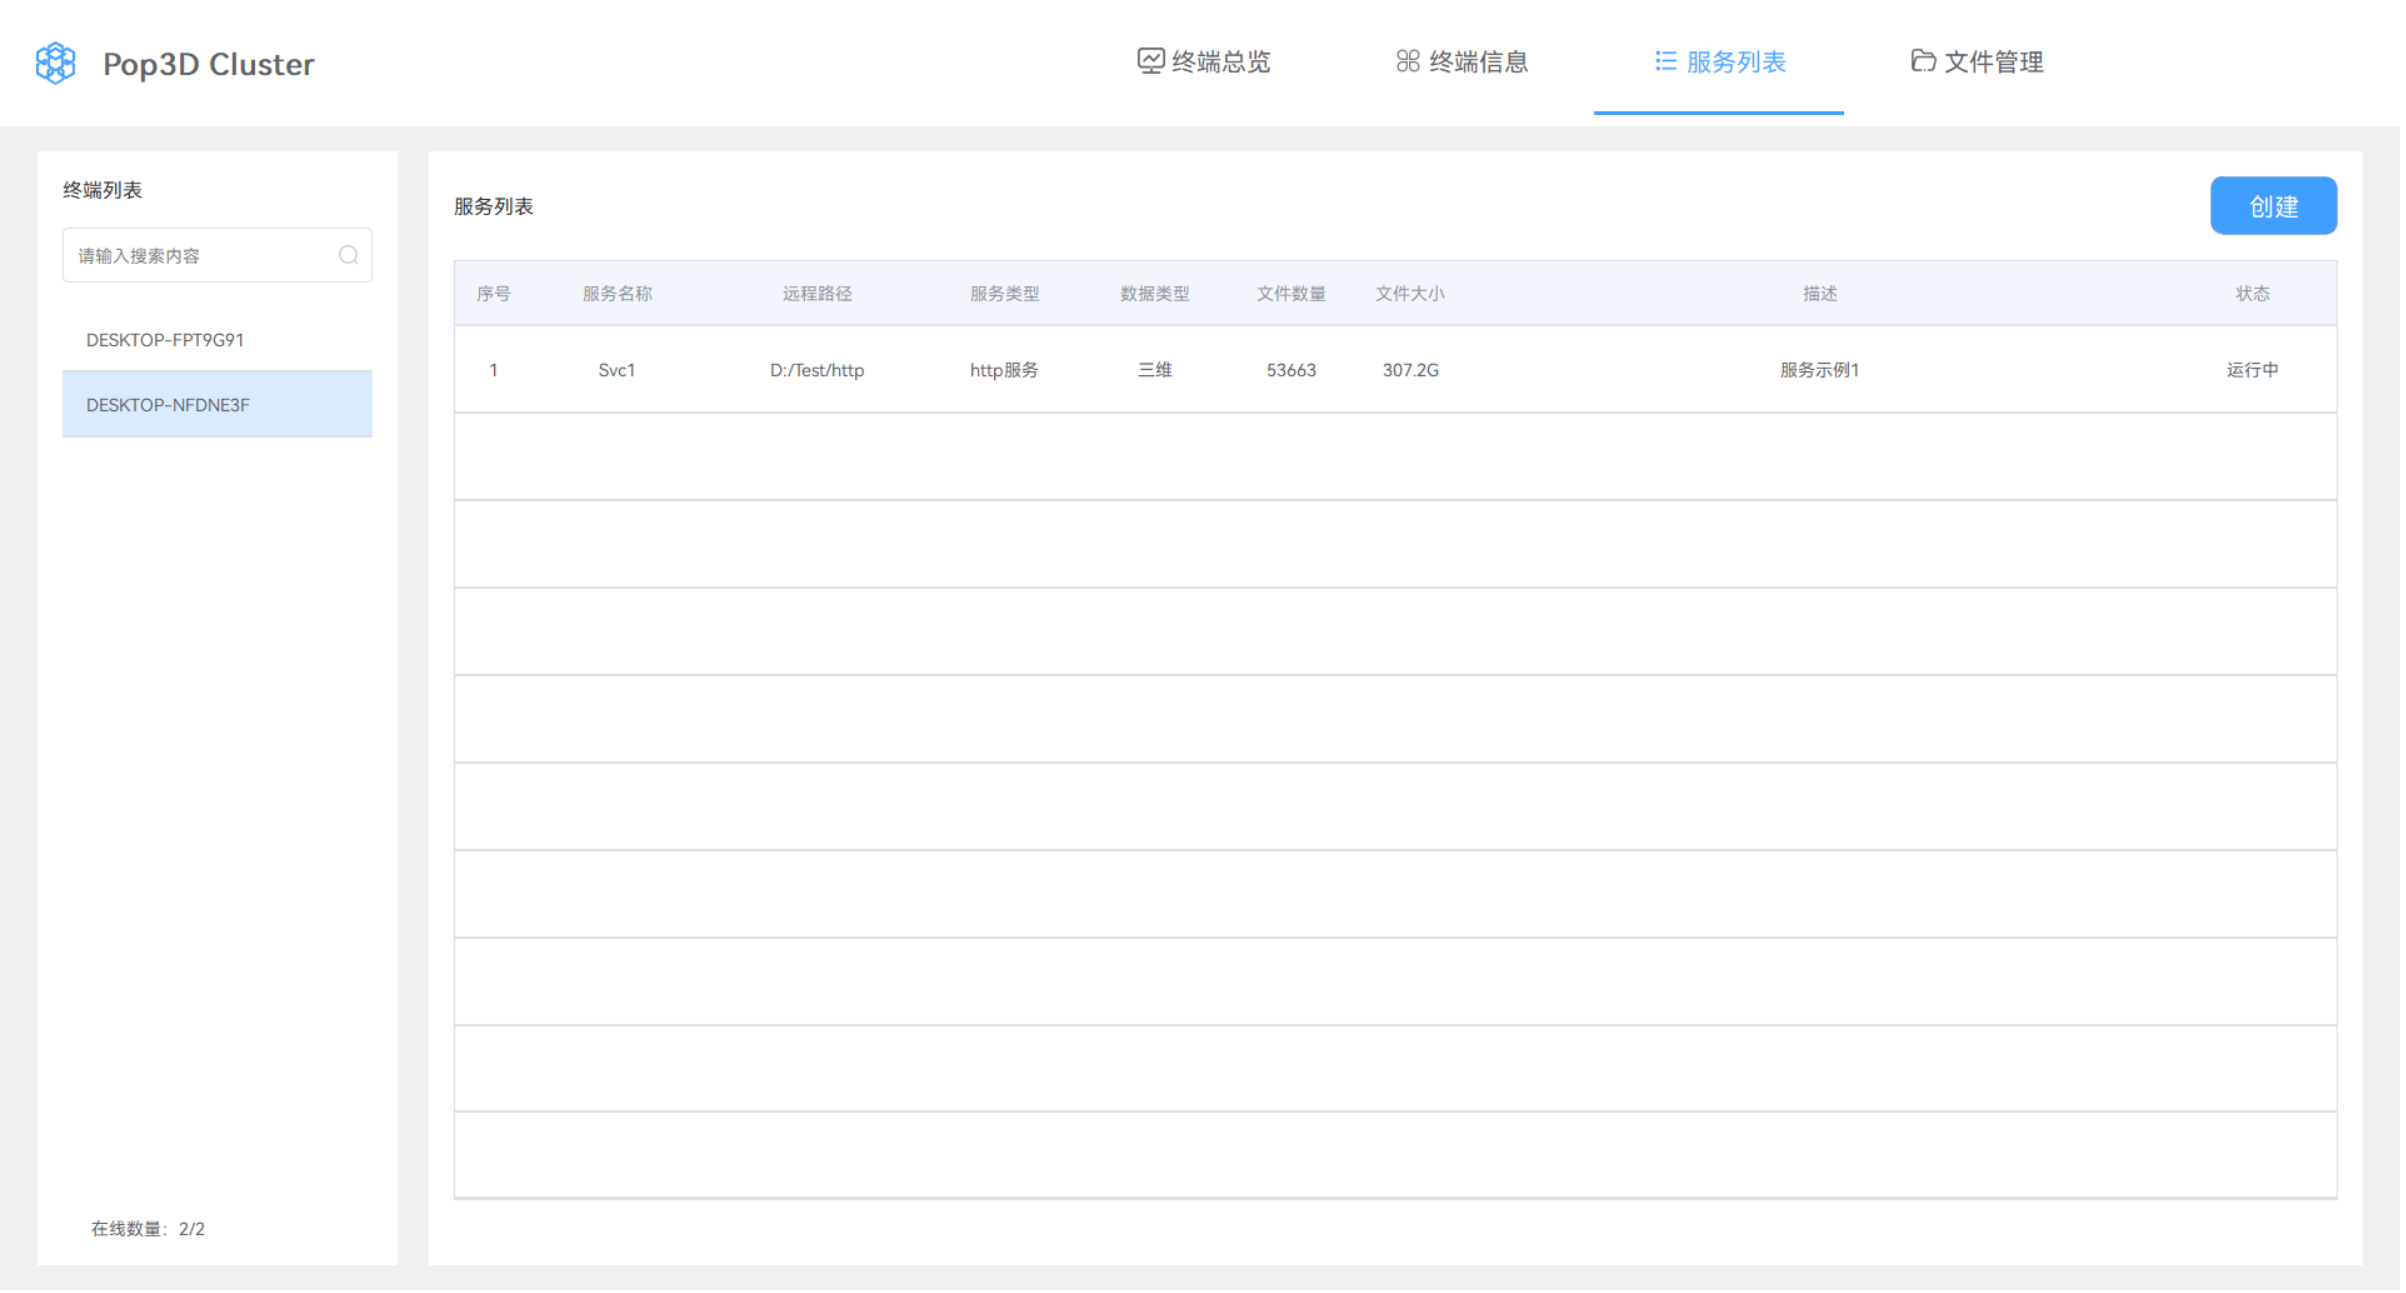 Pop3D Cluster
终端总览
终端信息
服务列表
文件管理
终端列表
请输入搜索内容
DESKTOP-FPT9G91
DESKTOP-NFDNE3F
在线数量：2/2
服务列表
创建
序号 服务名称 远程路径 服务类型 数据类型 文件数量 文件大小 描述 状态
1 Svc1 D:/Test/http http服务 三维 53663 307.2G 服务示例1 运行中